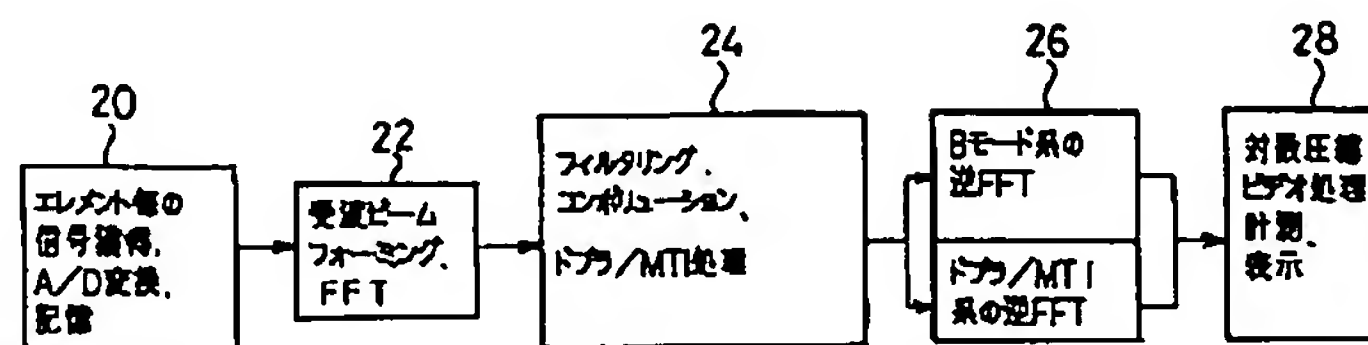 20
エレメント毎の
信号獲得、
A/D変換、
記憶
22
受波ビーム
フォーミング、
FFT
24
フィルタリング、
エンボリューション、
ドプラ/MTI処理
26
Bモード系の
逆FFT
ドプラ/MTI
系の逆FFT
28
対数圧縮
ビデオ処理
計測、
表示